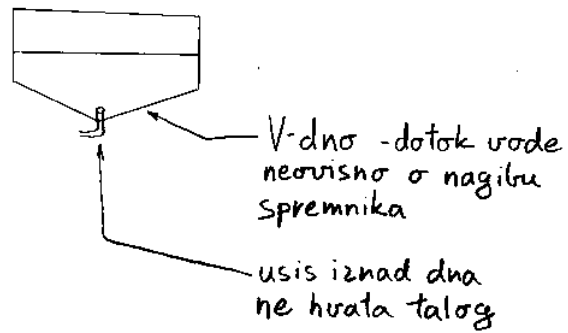 V-dno - dotok vode
neovisno o nagibu
spremnika
usis iznad dna
ne hvata talog